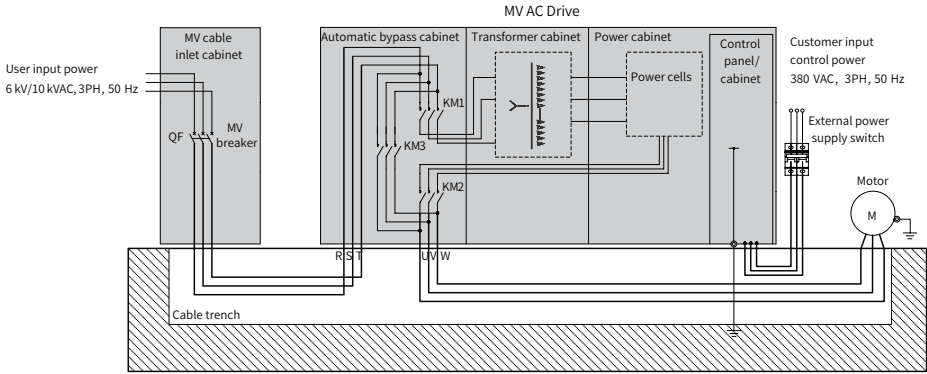 MV AC Drive
MV cable
inlet cabinet
Automatic bypass cabinet
Transformer cabinet
Power cabinet
Control
panel/
cabinet
Customer input
control power
380 VAC, 3PH, 50 Hz
User input power
6 kV/10 kVAC, 3PH, 50 Hz
Power cells
KM1
External power
supply switch
QF
MV
breaker
KM3
KM2
Motor
M
R S T
U V W
Cable trench